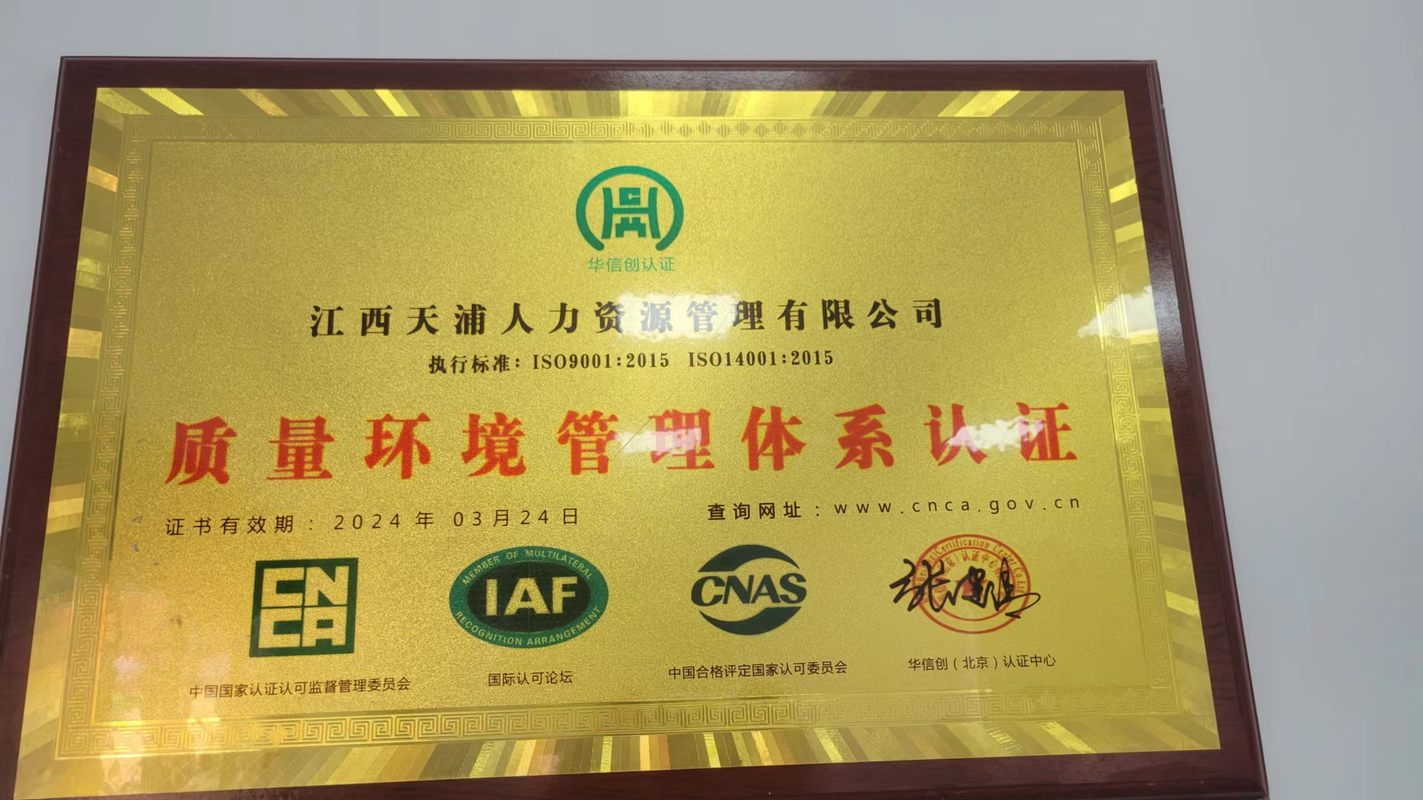 华信创认证
江西天浦人力资源管理有限公司
执行标准：ISO9001:2015 ISO14001:2015
质量环境管理体系认证
证书有效期：2024年 03月24日
查询网址：www.cnca.gov.cn
CNCA
MEMBER OF MULTILATERAL
IAF
RECOGNITION ARRANGEMENT
CNAS
中国国家认证认可监督管理委员会
国际认可论坛
中国合格评定国家认可委员会
华信创（北京）认证中心